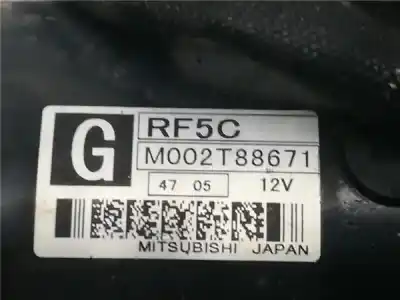 G
RF5C
M002T88671
47 05 12V
MITSUBISHI JAPAN